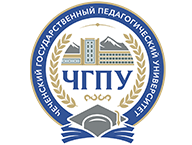 ЧЕЧЕНСКИЙ ГОСУДАРСТВЕННЫЙ ПЕДАГОГИЧЕСКИЙ УНИВЕРСИТЕТ
ЧГПУ